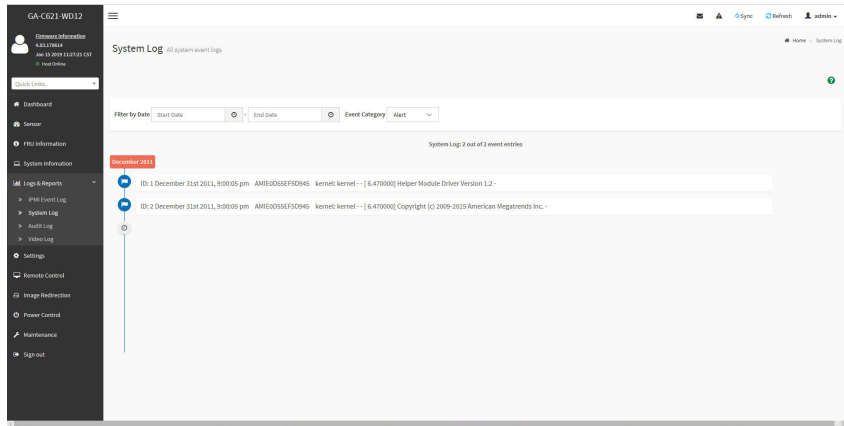 GA-C621-WD12
Sync
Refresh
admin
Firmware Information
4.83.178614
Jan 15 2019 11:27:21 CST
Host Online
System Log All system event logs
Home - System Log
Quick Links...
Dashboard
Sensor
FRU Information
System Infomation
Logs & Reports
IPMI Event Log
System Log
Audit Log
Video Log
Settings
Remote Control
Image Redirection
Power Control
Maintenance
Sign out
Filter by Date Start Date - End Date Event Category Alert
System Log: 2 out of 2 event entries
December 2011
ID: 1 December 31st 2011, 9:00:05 pm AMIE0D55EF5D945 kernel: kernel - - [ 6.470000] Helper Module Driver Version 1.2 -
ID: 2 December 31st 2011, 9:00:05 pm AMIE0D55EF5D945 kernel: kernel - - [ 6.470000] Copyright (c) 2009-2015 American Megatrends Inc. -